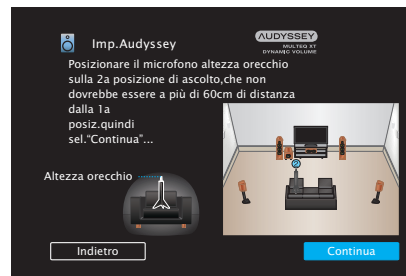 Imp.Audyssey
AUDYSSEY
MULTEQ XT
DYNAMIC VOLUME
Posizionare il microfono altezza orecchio
sulla 2a posizione di ascolto,che non
dovrebbe essere a più di 60cm di distanza
dalla 1a
posiz.quindi
sel.“Continua”...
Altezza orecchio
Indietro
Continua